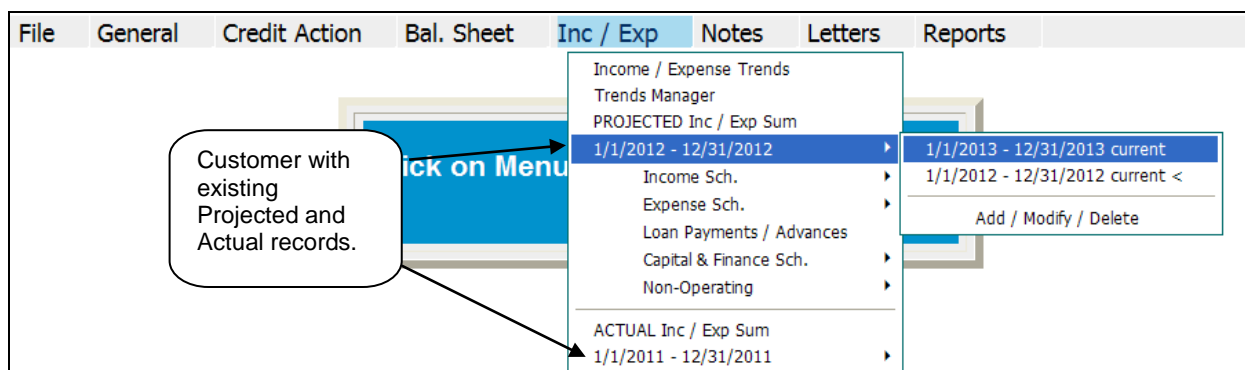 File General Credit Action Bal. Sheet Inc / Exp Notes Letters Reports
Income / Expense Trends
Trends Manager
PROJECTED Inc / Exp Sum
1/1/2012 - 12/31/2012
Income Sch.
Expense Sch.
Loan Payments / Advances
Capital & Finance Sch.
Non-Operating
ACTUAL Inc / Exp Sum
1/1/2011 - 12/31/2011
1/1/2013 - 12/31/2013 current
1/1/2012 - 12/31/2012 current <
Add / Modify / Delete
Customer with
existing
Projected and
Actual records.
ick on Menu